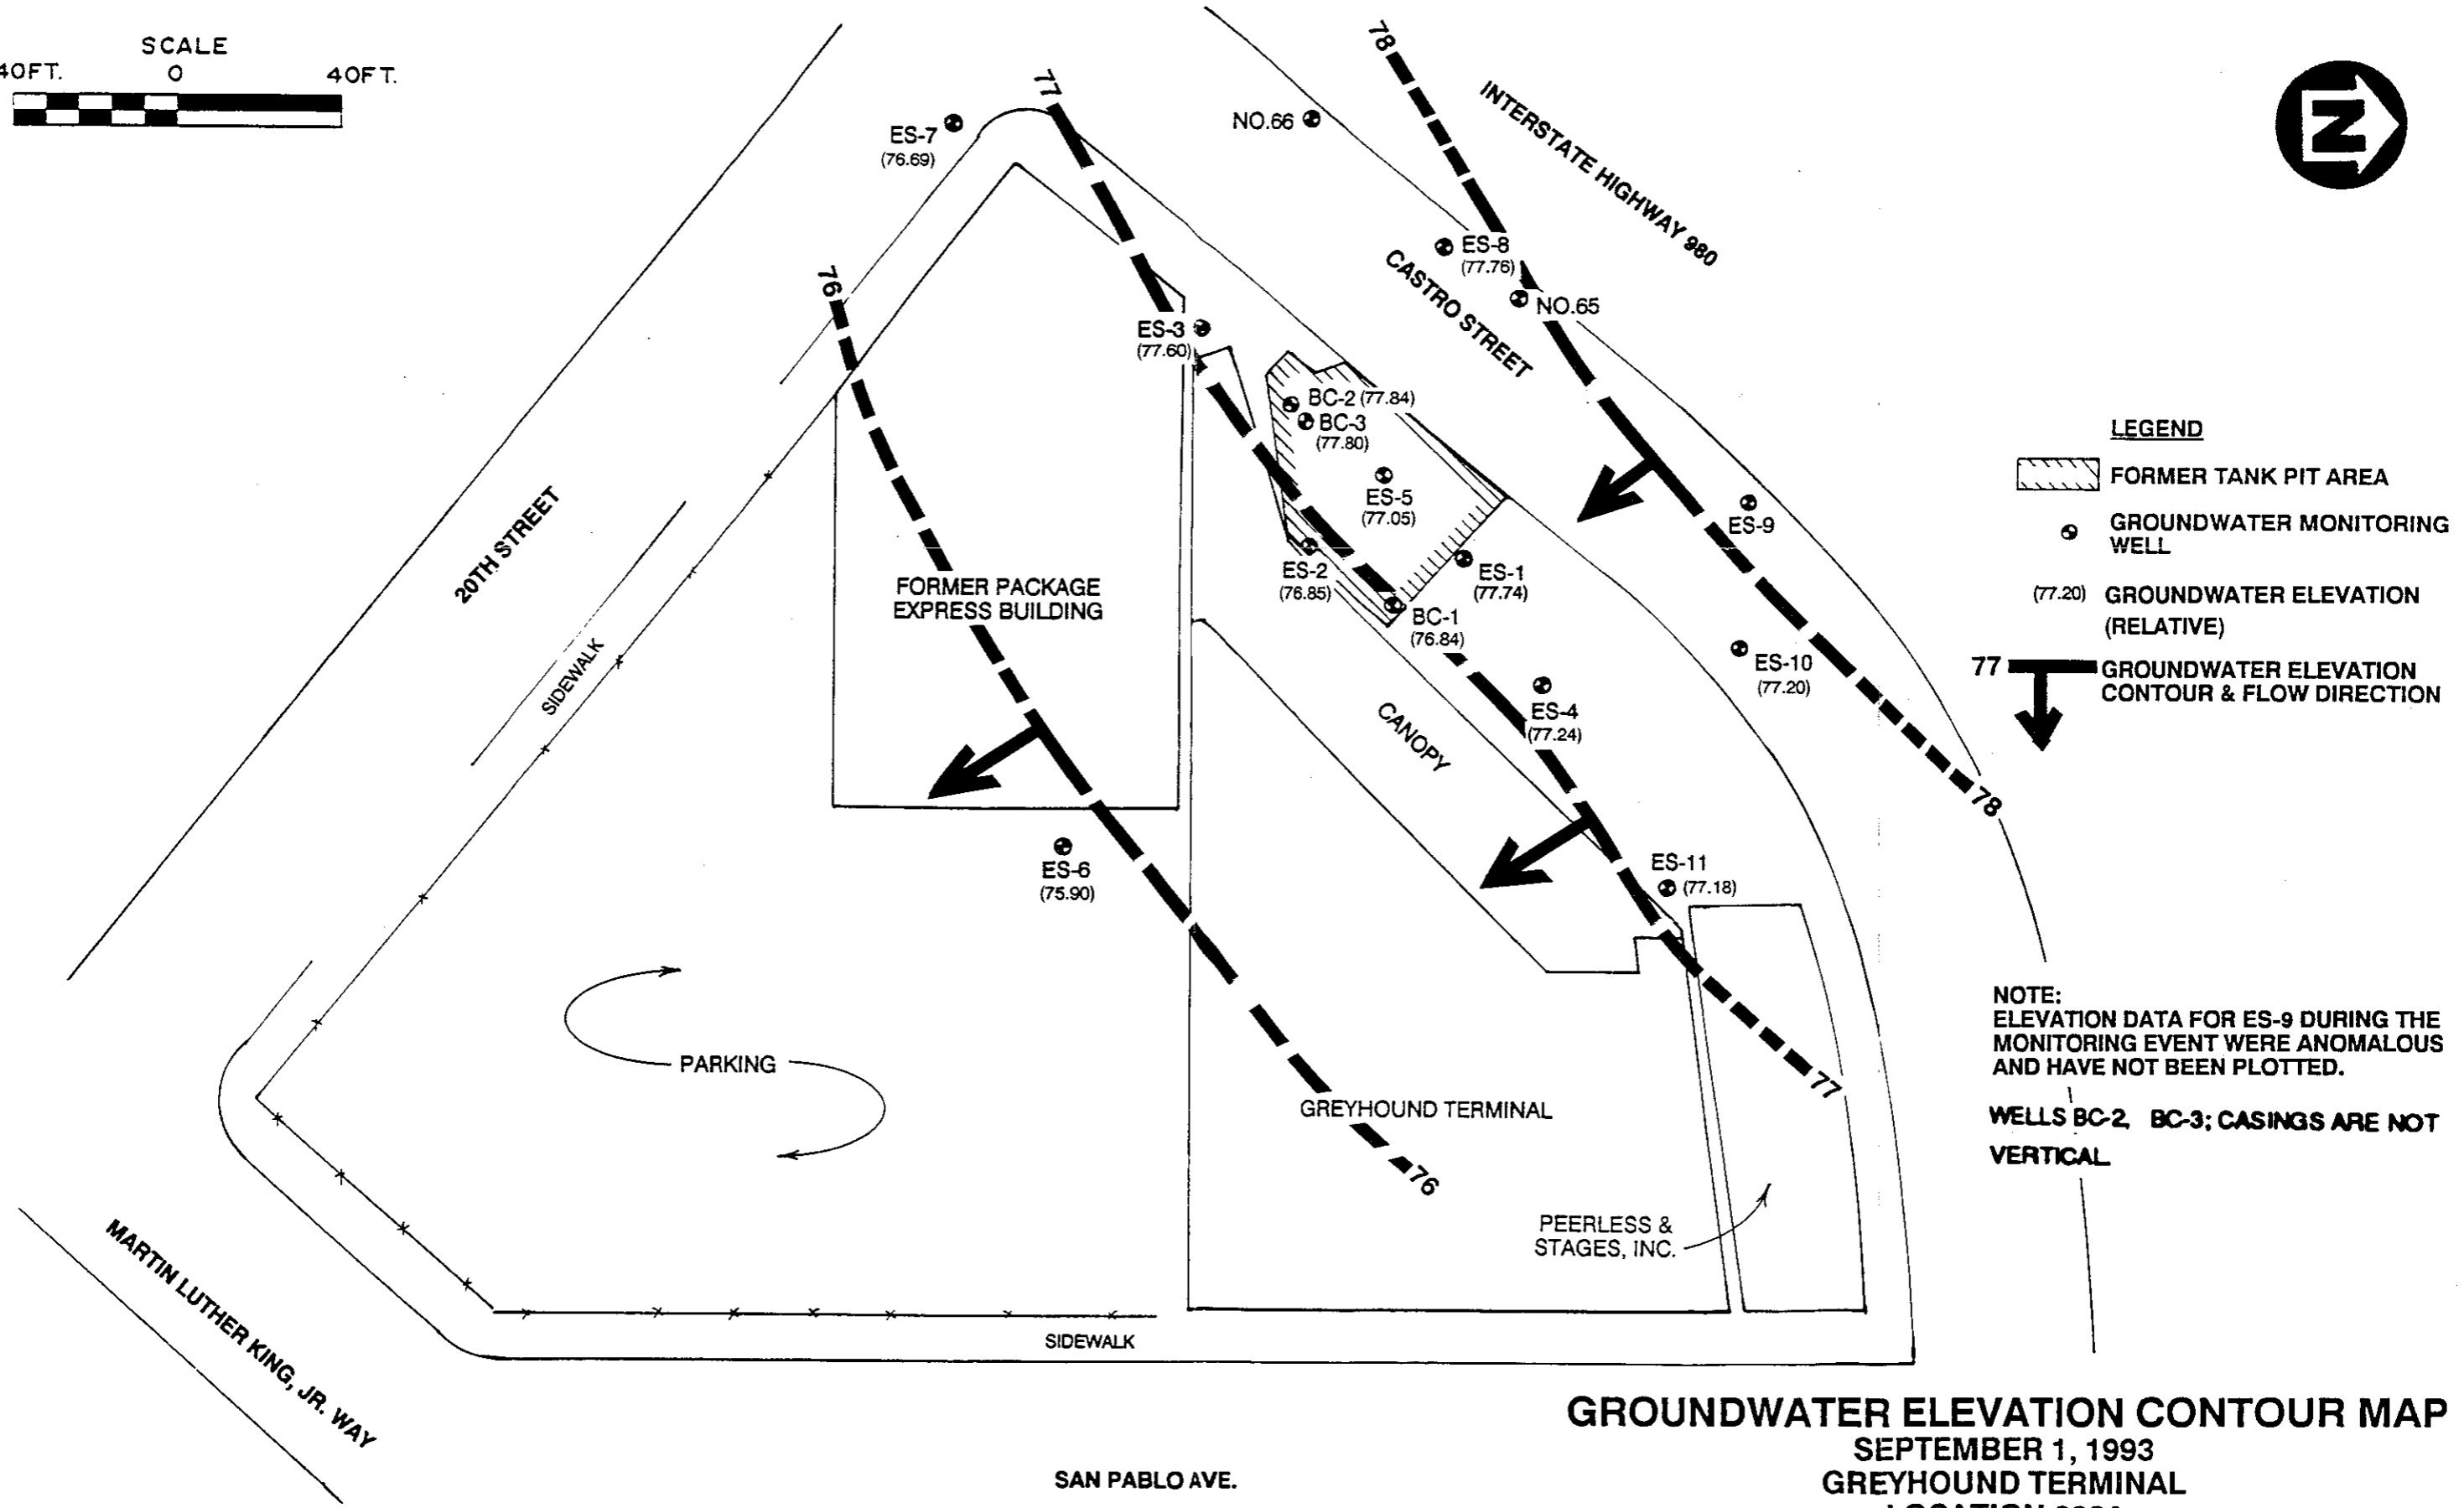 SCALE
40FT. 0 40FT.
N
77
78
INTERSTATE HIGHWAY 980
ES-7
(76.69)
NO.66
ES-8
(77.76)
CASTRO STREET
NO.65
76
ES-3
(77.60)
BC-2 (77.84)
BC-3
(77.80)
ES-5
(77.05)
ES-9
ES-2
(76.85)
ES-1
(77.74)
BC-1
(76.84)
ES-10
(77.20)
ES-4
(77.24)
CANOPY
78
20TH STREET
SIDEWALK
FORMER PACKAGE
EXPRESS BUILDING
ES-6
(75.90)
ES-11
(77.18)
77
PARKING
GREYHOUND TERMINAL
76
PEERLESS &
STAGES, INC.
SIDEWALK
MARTIN LUTHER KING, JR. WAY
SAN PABLO AVE.
LEGEND
FORMER TANK PIT AREA
GROUNDWATER MONITORING
WELL
(77.20) GROUNDWATER ELEVATION
(RELATIVE)
77 GROUNDWATER ELEVATION
CONTOUR & FLOW DIRECTION
NOTE:
ELEVATION DATA FOR ES-9 DURING THE
MONITORING EVENT WERE ANOMALOUS
AND HAVE NOT BEEN PLOTTED.
WELLS BC-2, BC-3; CASINGS ARE NOT
VERTICAL
GROUNDWATER ELEVATION CONTOUR MAP
SEPTEMBER 1, 1993
GREYHOUND TERMINAL
LOCATION